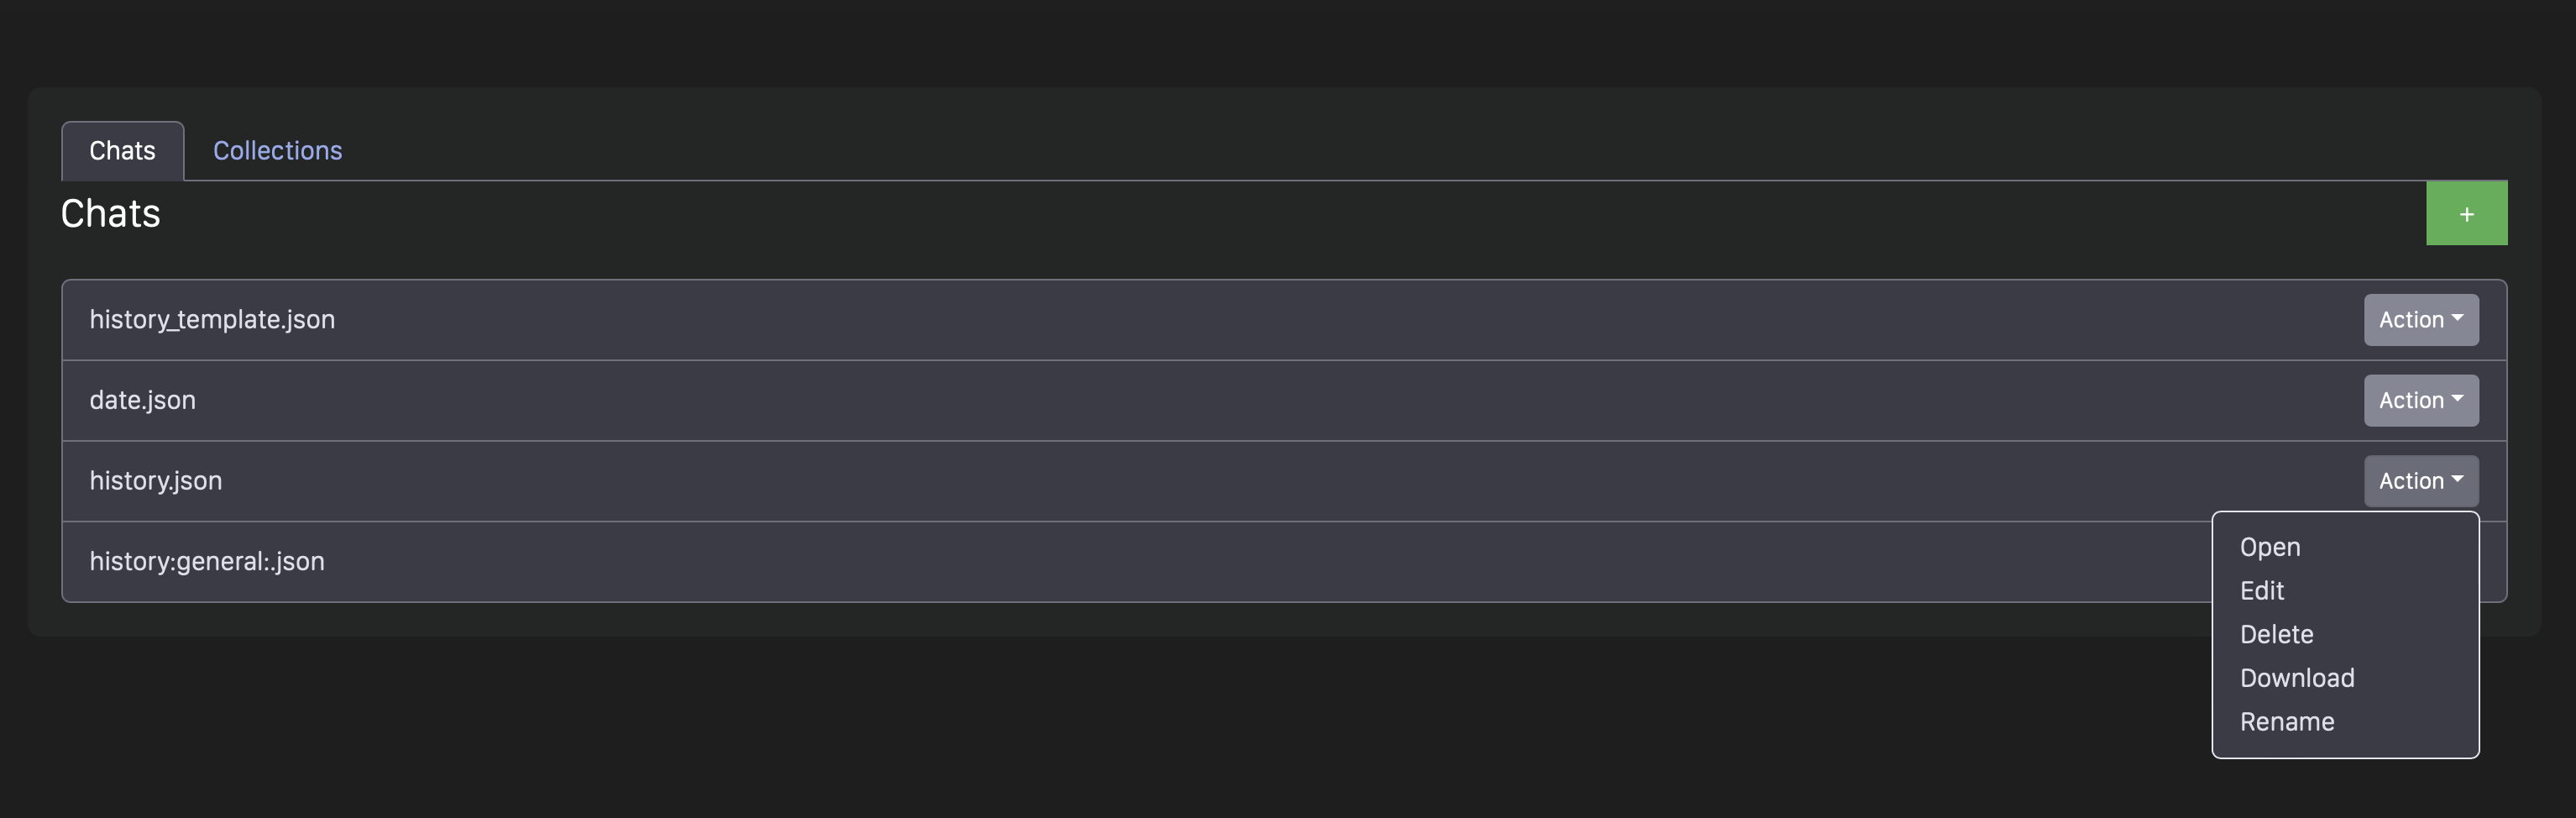 Chats Collections
Chats
+
history_template.json Action
date.json Action
history.json Action
history:general:.json
Open
Edit
Delete
Download
Rename